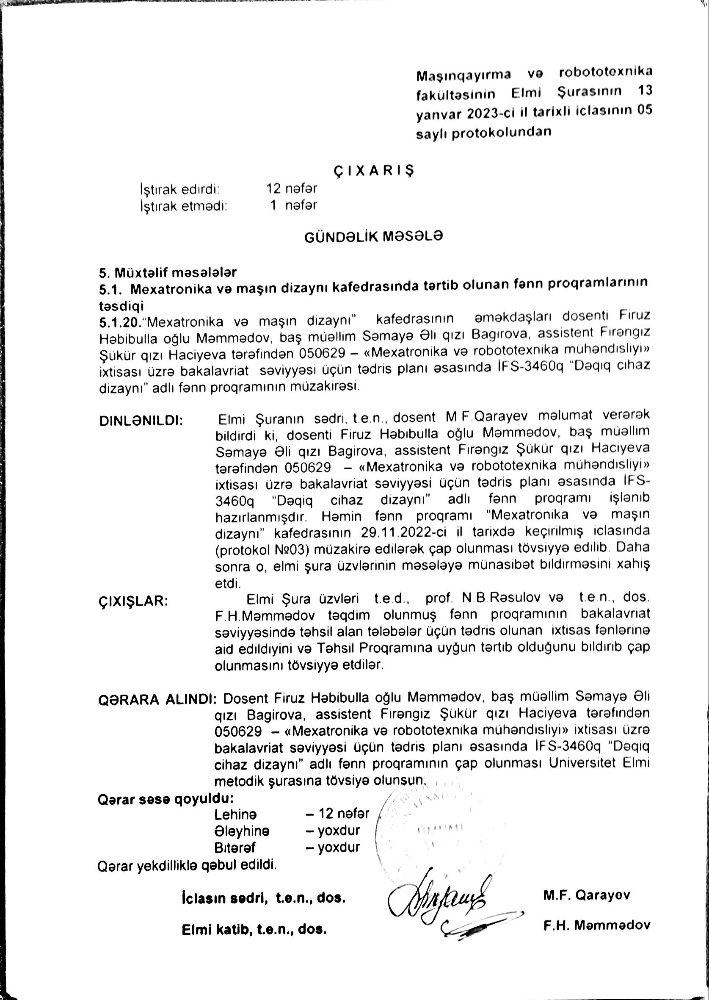 Maşınqayırma və robototexnika
fakültəsinin Elmi Şurasının 13
yanvar 2023-ci il tarixli iclasının 05
saylı protokolundan
ÇIXARIŞ
İştirak edirdi: 12 nəfər
İştirak etmədi: 1 nəfər
GÜNDƏLİK MƏSƏLƏ
5. Müxtəlif məsələlər
5.1. Mexatronika və maşın dizaynı kafedrasında tərtib olunan fənn proqramlarının
təsdiqi
5.1.20."Mexatronika və maşın dizaynı" kafedrasının əməkdaşları dosenti Firuz
Həbibulla oğlu Məmmədov, baş müəllim Səmayə Əli qızı Bagirova, assistent Firəngiz
Şükür qızı Haciyeva tərəfindən 050629 – «Mexatronika və robototexnika mühəndisliyi»
ixtisası üzrə bakalavriat səviyyəsi üçün tədris planı əsasında İFS-3460q "Dəqiq cihaz
dizaynı" adlı fənn proqramının müzakirəsi.
DINLƏNILDI: Elmi Şuranın sədri, t.e.n., dosent M.F.Qarayev məlumat verərək
bildirdi ki, dosenti Firuz Həbibulla oğlu Məmmədov, baş müəllim
Səmayə Əli qızı Bagirova, assistent Firəngiz Şükür qızı Haciyeva
tərəfindən 050629 – «Mexatronika və robototexnika mühəndisliyi»
ixtisası üzrə bakalavriat səviyyəsi üçün tədris planı əsasında İFS-
3460q "Dəqiq cihaz dizaynı" adlı fənn proqramı işlənib
hazırlanmışdır. Həmin fənn proqramı "Mexatronika və maşın
dizaynı" kafedrasının 29.11.2022-ci il tarixdə keçirilmiş iclasında
(protokol №03) müzakirə edilərək çap olunması tövsiyyə edilib. Daha
sonra o, elmi şura üzvlərinin məsələyə münasibət bildirməsini xahiş
etdi.
ÇIXIŞLAR: Elmi Şura üzvləri t.e.d., prof. N.B.Rəsulov və t.e.n., dos.
F.H.Məmmədov təqdim olunmuş fənn proqramının bakalavriat
səviyyəsində təhsil alan tələbələr üçün tədris olunan ixtisas fənlərinə
aid edildiyini və Təhsil Proqramına uyğun tərtib olduğunu bildirib çap
olunmasını tövsiyyə etdilər.
QƏRARA ALINDI: Dosent Firuz Həbibulla oğlu Məmmədov, baş müəllim Səmayə Əli
qızı Bagirova, assistent Firəngiz Şükür qızı Haciyeva tərəfindən
050629 – «Mexatronika və robototexnika mühəndisliyi» ixtisası üzrə
bakalavriat səviyyəsi üçün tədris planı əsasında İFS-3460q "Dəqiq
cihaz dizaynı" adlı fənn proqramının çap olunması Universitet Elmi
metodik şurasına tövsiyə olunsun.
Qərar səsə qoyuldu:
Lehinə – 12 nəfər
Əleyhinə – yoxdur
Bitərəf – yoxdur
ÜMUMİ
Qərar yekdilliklə qəbul edildi.
İclasın sədri, t.e.n., dos. M.F. Qarayev
Elmi katib, t.e.n., dos. F.H. Məmmədov